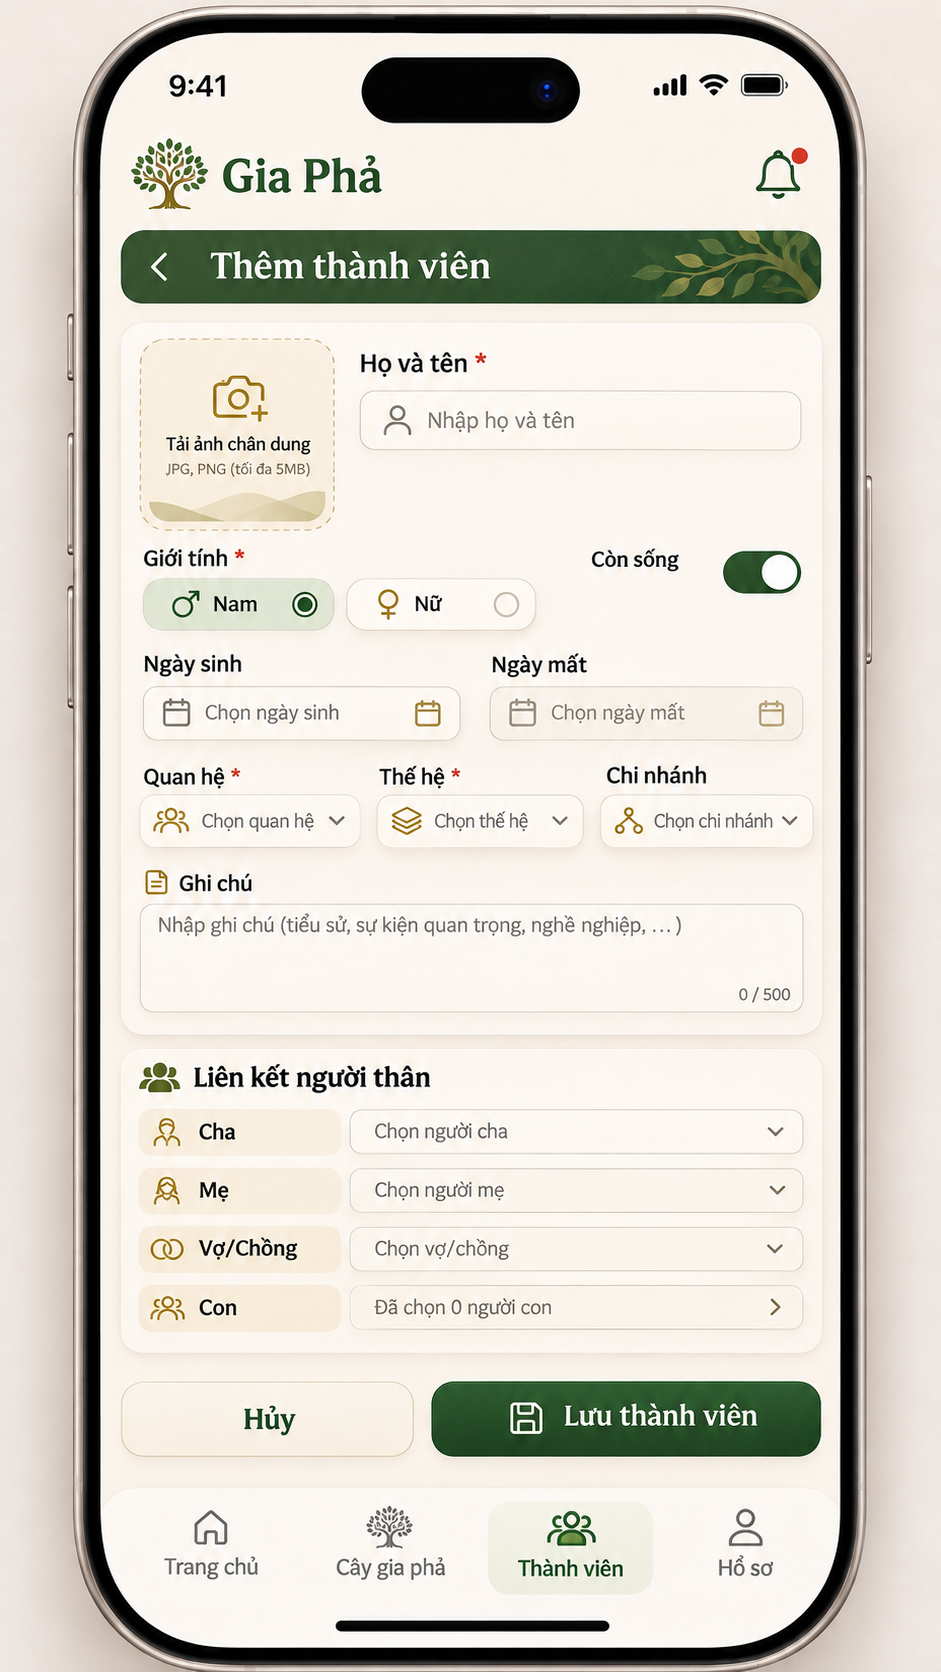 9:41
Gia Phả
Thêm thành viên
Họ và tên *
Nhập họ và tên
Tải ảnh chân dung
JPG, PNG (tối đa 5MB)
Giới tính *
Còn sống
Nam
Nữ
Ngày sinh
Ngày mất
Chọn ngày sinh
Chọn ngày mất
Quan hệ *
Thế hệ *
Chi nhánh
Chọn quan hệ
Chọn thế hệ
Chọn chi nhánh
Ghi chú
Nhập ghi chú (tiểu sử, sự kiện quan trọng, nghề nghiệp, ...)
0 / 500
Liên kết người thân
Cha
Chọn người cha
Mẹ
Chọn người mẹ
Vợ/Chồng
Chọn vợ/chồng
Con
Đã chọn 0 người con
Hủy
Lưu thành viên
Trang chủ
Cây gia phả
Thành viên
Hồ sơ